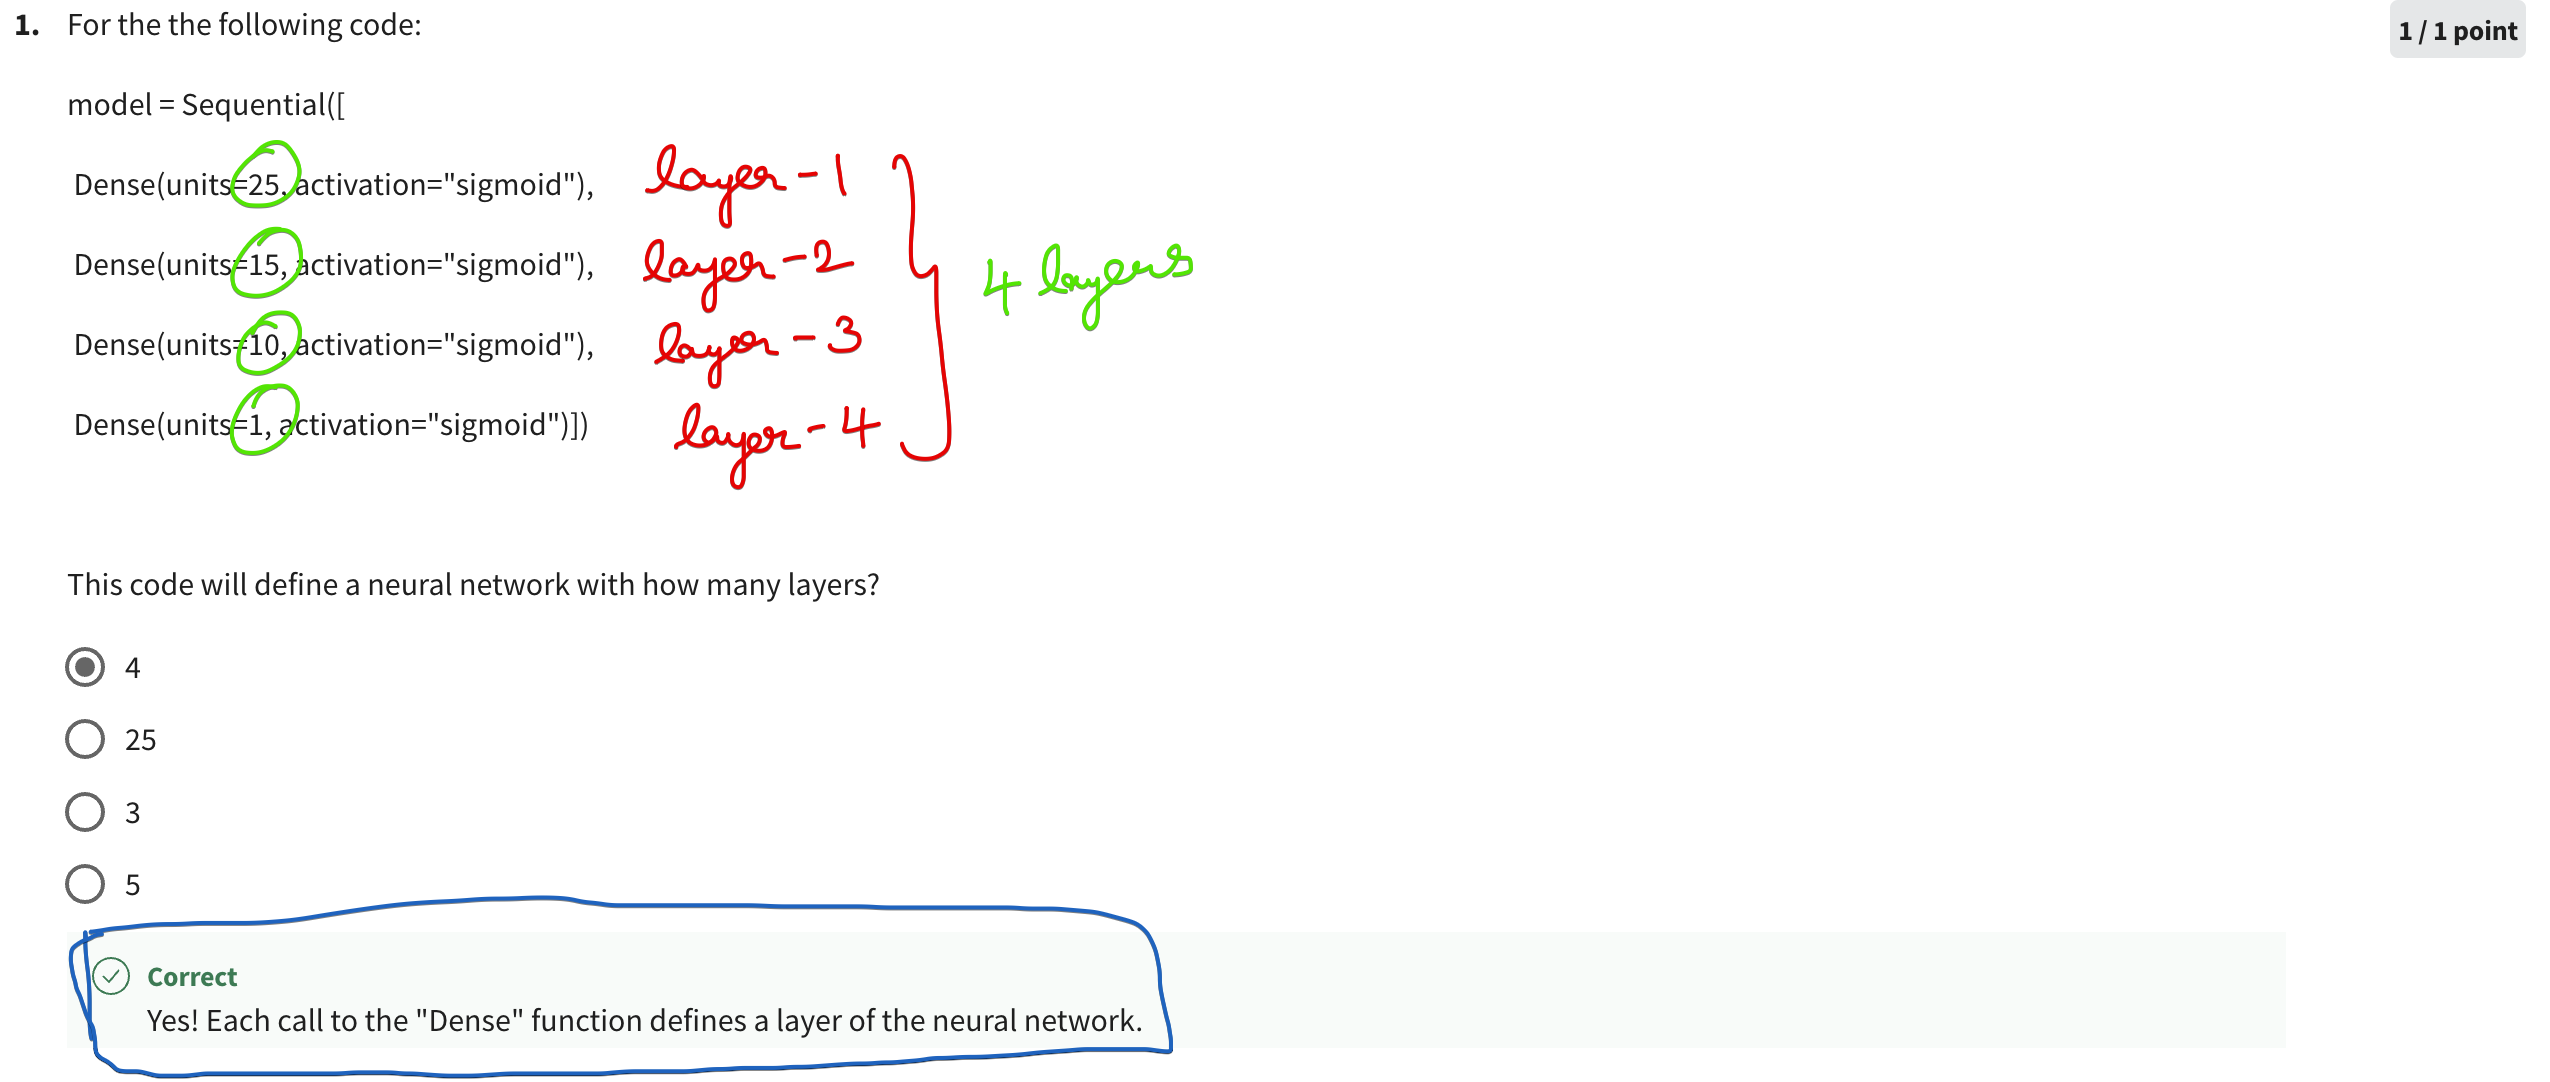 1. For the the following code:
1 / 1 point
model = Sequential([
Dense(units=25, activation="sigmoid"), layer-1
Dense(units=15, activation="sigmoid"), layer-2
4 layers
Dense(units=10, activation="sigmoid"), layer-3
Dense(units=1, activation="sigmoid")]) layer-4
This code will define a neural network with how many layers?
4
25
3
5
Correct
Yes! Each call to the "Dense" function defines a layer of the neural network.